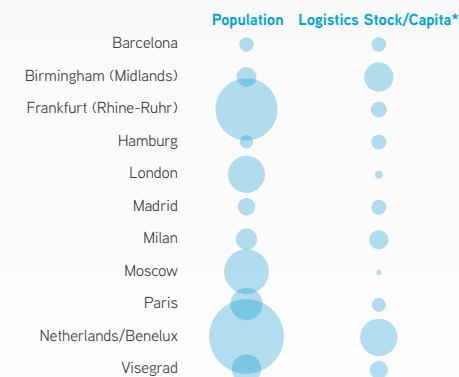 Population Logistics Stock/Capita*
Barcelona
Birmingham (Midlands)
Frankfurt (Rhine-Ruhr)
Hamburg
London
Madrid
Milan
Moscow
Paris
Netherlands/Benelux
Visegrad